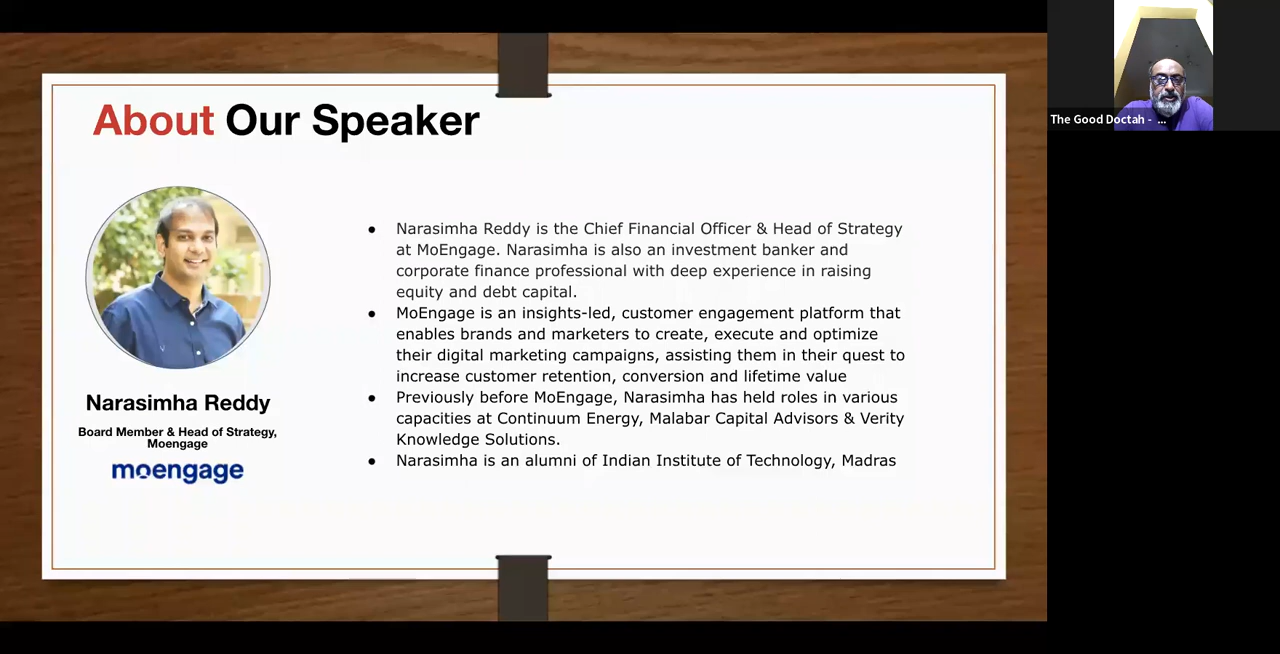 About Our Speaker
Narasimha Reddy
Board Member & Head of Strategy,
Moengage
moengage
• Narasimha Reddy is the Chief Financial Officer & Head of Strategy
at MoEngage. Narasimha is also an investment banker and
corporate finance professional with deep experience in raising
equity and debt capital.
• MoEngage is an insights-led, customer engagement platform that
enables brands and marketers to create, execute and optimize
their digital marketing campaigns, assisting them in their quest to
increase customer retention, conversion and lifetime value
• Previously before MoEngage, Narasimha has held roles in various
capacities at Continuum Energy, Malabar Capital Advisors & Verity
Knowledge Solutions.
• Narasimha is an alumni of Indian Institute of Technology, Madras
The Good Doctah - ...